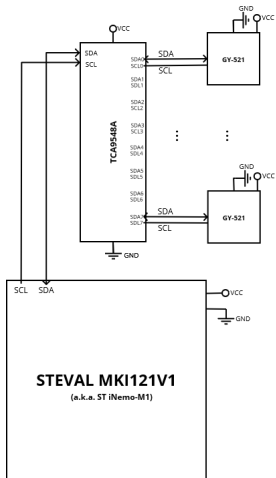 GND
VCC
VCC
SDA
SCL
TCA9548A
SDA0
SCL0
SDA1
SDL1
SDA2
SCL2
SDA3
SCL3
SDA4
SDL4
SDA5
SDL5
SDA6
SDL6
SDA7
SDL7
SDA
SCL
GY-521
GND
VCC
SDA
SCL
GY-521
GND
SCL SDA
VCC
GND
STEVAL MKI121V1
(a.k.a. ST iNemo-M1)